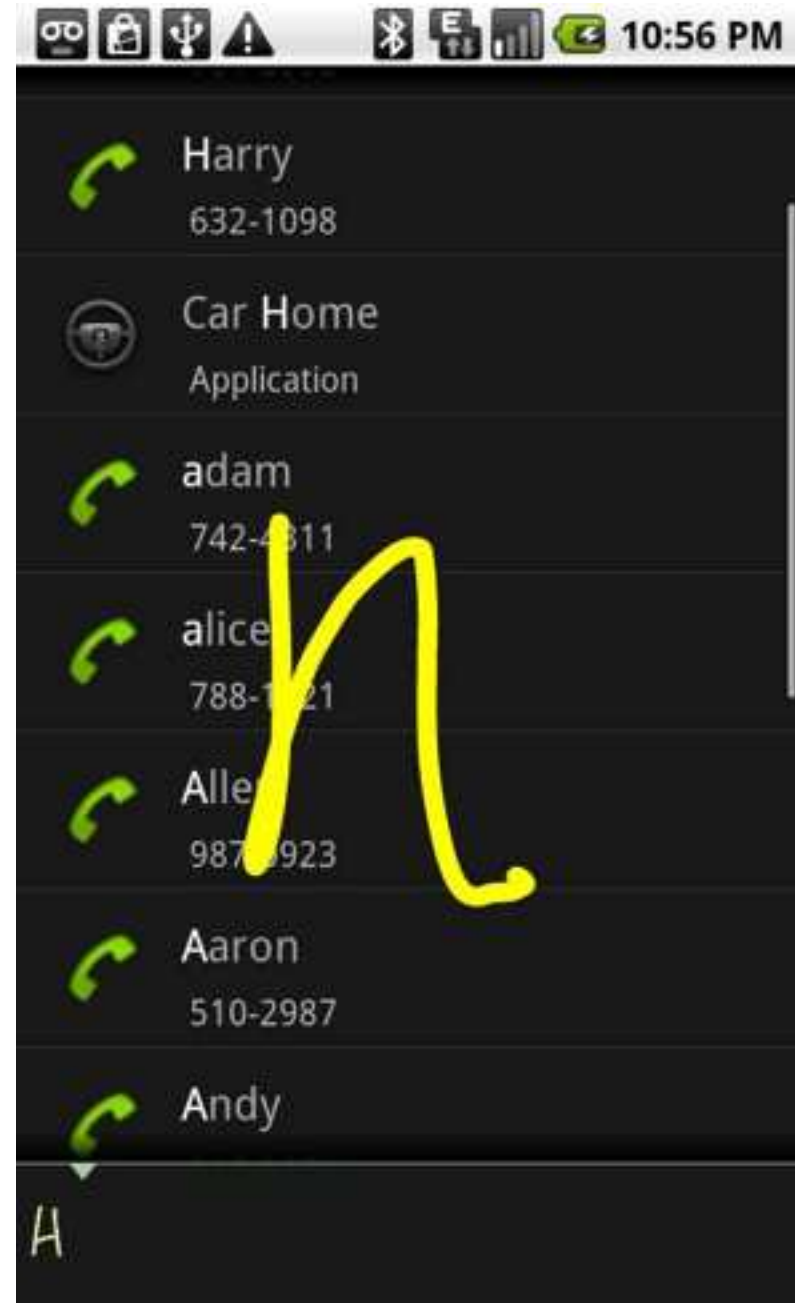 10:56 PM
Harry
632-1098
Car Home
Application
adam
alice
Aaron
510-2987
Andy
n
H